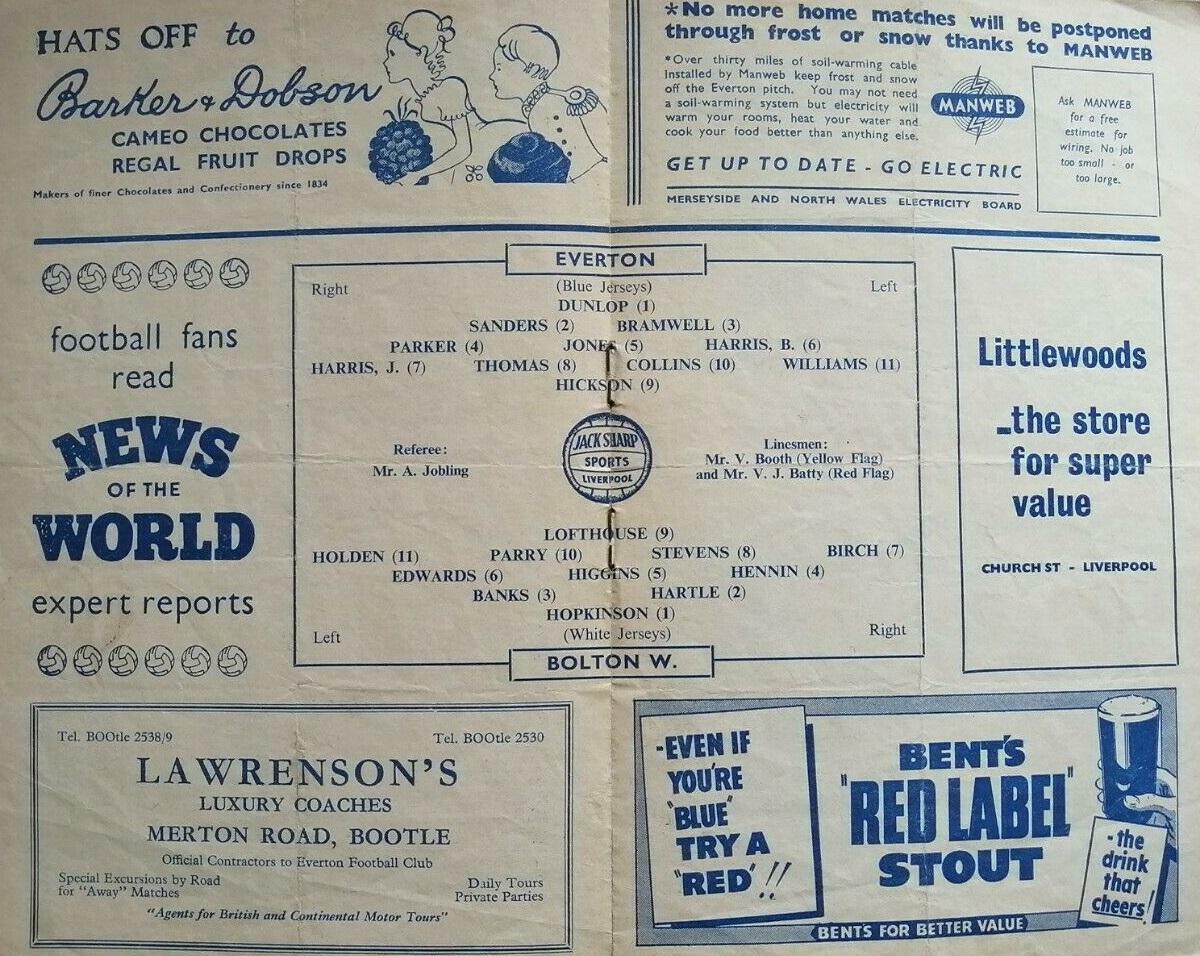 HATS OFF to
Barker & Dobson
CAMEO CHOCOLATES
REGAL FRUIT DROPS
Makers of finer Chocolates and Confectionery since 1834
*No more home matches will be postponed
through frost or snow thanks to MANWEB
*Over thirty miles of soil-warming cable
Installed by Manweb keep frost and snow
off the Everton pitch. You may not need
a soil-warming system but electricity will
warm your rooms, heat your water and
cook your food better than anything else.
MANWEB
GET UP TO DATE - GO ELECTRIC
MERSEYSIDE AND NORTH WALES ELECTRICITY BOARD
Ask MANWEB
for a free
estimate for
wiring. No job
too small - or
too large.
football fans
read
NEWS
OF THE
WORLD
expert reports
EVERTON
Right (Blue Jerseys) Left
DUNLOP (1)
SANDERS (2) BRAMWELL (3)
PARKER (4) JONES (5) HARRIS, B. (6)
HARRIS, J. (7) THOMAS (8) COLLINS (10) WILLIAMS (11)
HICKSON (9)
Referee:
Mr. A. Jobling
JACK SHARP
SPORTS
LIVERPOOL
Linesmen:
Mr. V. Booth (Yellow Flag)
and Mr. V. J. Batty (Red Flag)
LOFTHOUSE (9)
HOLDEN (11) PARRY (10) STEVENS (8) BIRCH (7)
EDWARDS (6) HIGGINS (5) HENNIN (4)
BANKS (3) HARTLE (2)
HOPKINSON (1)
Left (White Jerseys) Right
BOLTON W.
Littlewoods
...the store
for super
value
CHURCH ST - LIVERPOOL
Tel. BOOtle 2538/9 Tel. BOOtle 2530
LAWRENSON'S
LUXURY COACHES
MERTON ROAD, BOOTLE
Official Contractors to Everton Football Club
Special Excursions by Road
for "Away" Matches
Daily Tours
Private Parties
"Agents for British and Continental Motor Tours"
-EVEN IF
YOU'RE
'BLUE'
TRY A
'RED'!!
BENT'S
"RED LABEL"
STOUT
- the
drink
that
cheers!
BENT'S FOR BETTER VALUE